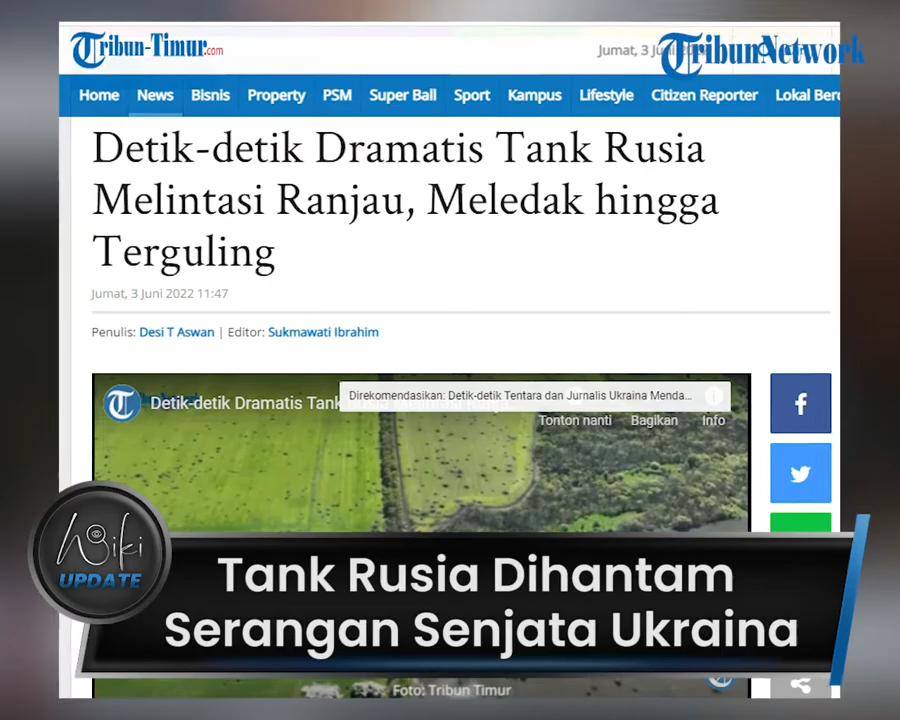 Tribun-Timur.com
Jumat, 3 Juni
TribunNetwork
Home News Bisnis Property PSM Super Ball Sport Kampus Lifestyle Citizen Reporter Lokal Bero
Detik-detik Dramatis Tank Rusia
Melintasi Ranjau, Meledak hingga
Terguling
Jumat, 3 Juni 2022 11:47
Penulis: Desi T Aswan | Editor: Sukmawati Ibrahim
Direkomendasikan: Detik-detik Tentara dan Jurnalis Ukraina Menda...
Detik-detik Dramatis Tank
Tonton nanti Bagikan Info
Wiki
UPDATE
Tank Rusia Dihantam
Serangan Senjata Ukraina
Foto: Tribun Timur